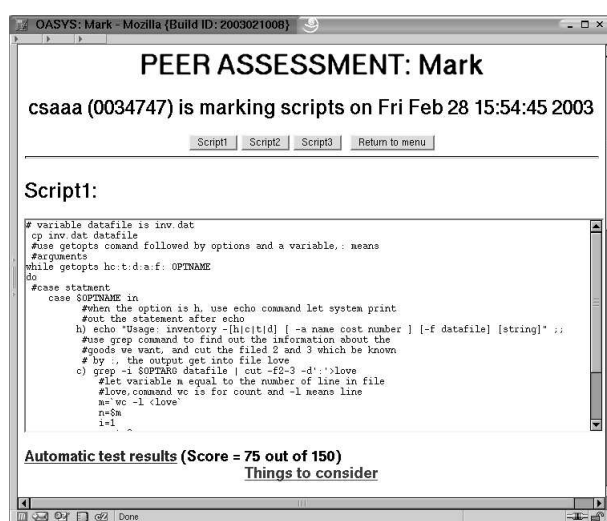 OASYS: Mark - Mozilla {Build ID: 2003021008}
PEER ASSESSMENT: Mark
csaaa (0034747) is marking scripts on Fri Feb 28 15:54:45 2003
Script1 Script2 Script3 Return to menu
Script1:
# variable datafile is inv.dat
cp inv.dat datafile
#use getopts comand followed by options and a variable,: means
#arguments
while getopts hc:t:d:a:f: OPTNAME
do
#case statment
case $OPTNAME in
#when the option is h, use echo command let system print
#out the statement after echo
h) echo "Usage: inventory -[h|c|t|d] [ -a name cost number ] [-f datafile] [string]" ;;
#use grep command to find out the imformation about the
#goods we want, and cut the filed 2 and 3 which be known
# by :, the output get into file love
c) grep -i $OPTARG datafile | cut -f2-3 -d':'>love
#let variable m equal to the number of line in file
#love,command wc is for count and -l means line
m=`wc -l <love`
n=$m
i=1
Automatic test results (Score = 75 out of 150)
Things to consider
Done